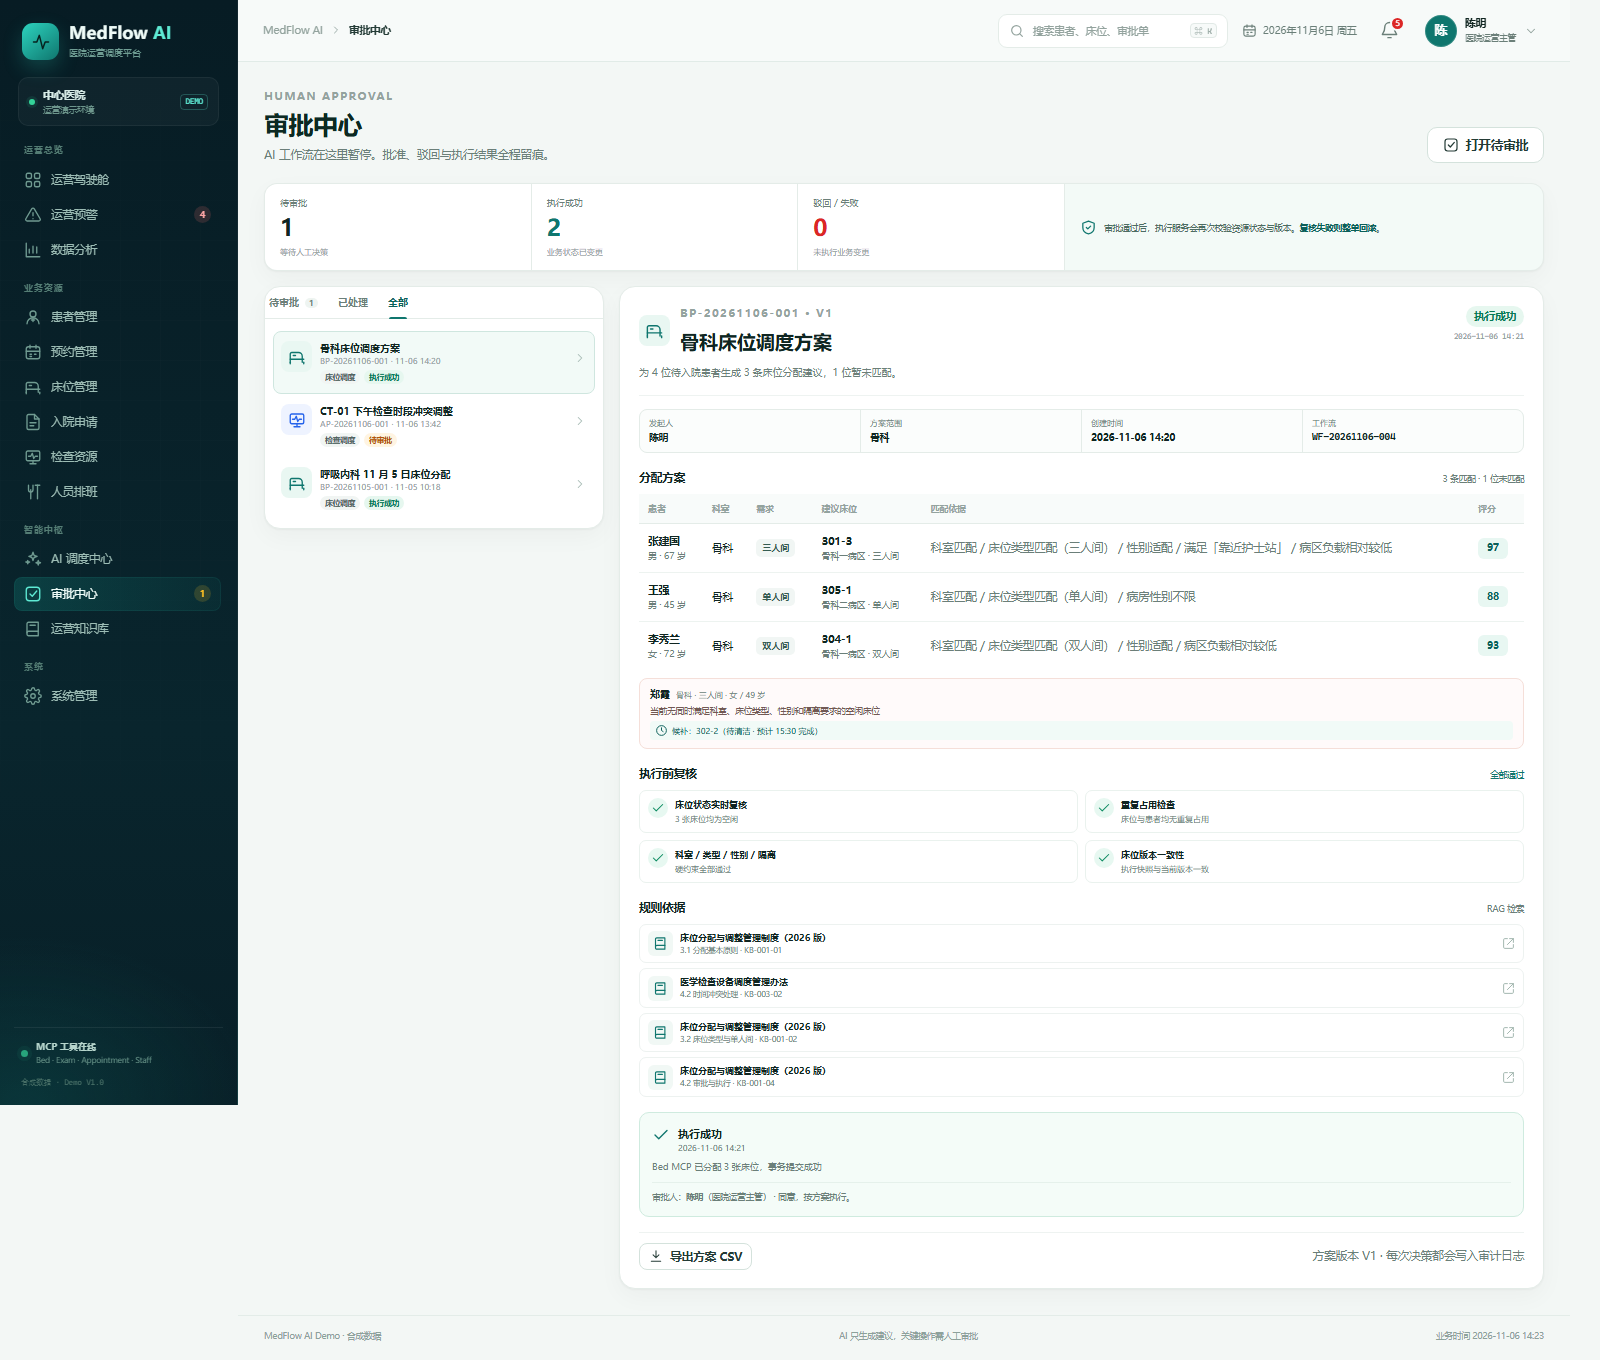 MedFlow AI
医院运营调度平台
中心医院
运营演示环境
DEMO
运营总览
运营驾驶舱
运营预警
4
数据分析
业务资源
患者管理
预约管理
床位管理
入院申请
检查资源
人员排班
智能中枢
AI 调度中心
审批中心
1
运营知识库
系统
系统管理
MCP 工具在线
Bed · Exam · Appointment · Staff
合成数据 · Demo V1.0
MedFlow AI
审批中心
搜索患者、床位、审批单
⌘ K
2026年11月6日 周五
5
陈
陈明
医院运营主管
HUMAN APPROVAL
审批中心
AI 工作流在这里暂停。批准、驳回与执行结果全程留痕。
打开待审批
待审批
1
等待人工决策
执行成功
2
业务状态已变更
驳回 / 失败
0
未执行业务变更
审批通过后，执行服务会再次校验资源状态与版本。复核失败则整单回滚。
待审批 1
已处理
全部
骨科床位调度方案
BP-20261106-001 · 11-06 14:20
床位调度
执行成功
CT-01 下午检查时段冲突调整
AP-20261106-001 · 11-06 13:42
检查调度
待审批
呼吸内科 11 月 5 日床位分配
BP-20261105-001 · 11-05 10:18
床位调度
执行成功
BP-20261106-001 • V1
骨科床位调度方案
执行成功
2026-11-06 14:21
为 4 位待入院患者生成 3 条床位分配建议，1 位暂未匹配。
发起人
陈明
方案范围
骨科
创建时间
2026-11-06 14:20
工作流
WF-20261106-004
分配方案
3 条匹配 · 1 位未匹配
患者
科室
需求
建议床位
匹配依据
评分
张建国
男 · 67 岁
骨科
三人间
301-3
骨科一病区 · 三人间
科室匹配 / 床位类型匹配（三人间） / 性别适配 / 满足「靠近护士站」 / 病区负载相对较低
97
王强
男 · 45 岁
骨科
单人间
305-1
骨科二病区 · 单人间
科室匹配 / 床位类型匹配（单人间） / 病房性别不限
88
李秀兰
女 · 72 岁
骨科
双人间
304-1
骨科一病区 · 双人间
科室匹配 / 床位类型匹配（双人间） / 性别适配 / 病区负载相对较低
93
郑霞 骨科 · 三人间 · 女 / 49 岁
当前无同时满足科室、床位类型、性别和隔离要求的空闲床位
候补：302-2（待清洁 · 预计 15:30 完成）
执行前复核
全部通过
床位状态实时复核
3 张床位均为空闲
重复占用检查
床位与患者均无重复占用
科室 / 类型 / 性别 / 隔离
硬约束全部通过
床位版本一致性
执行快照与当前版本一致
规则依据
RAG 检索
床位分配与调整管理制度（2026 版）
3.1 分配基本原则 · KB-001-01
医学检查设备调度管理办法
4.2 时间冲突处理 · KB-003-02
床位分配与调整管理制度（2026 版）
3.2 床位类型与单人间 · KB-001-02
床位分配与调整管理制度（2026 版）
4.2 审批与执行 · KB-001-04
执行成功
2026-11-06 14:21
Bed MCP 已分配 3 张床位，事务提交成功
审批人：陈明（医院运营主管） · 同意，按方案执行。
导出方案 CSV
方案版本 V1 · 每次决策都会写入审计日志
MedFlow AI Demo · 合成数据
AI 只生成建议，关键操作需人工审批
业务时间 2026-11-06 14:23